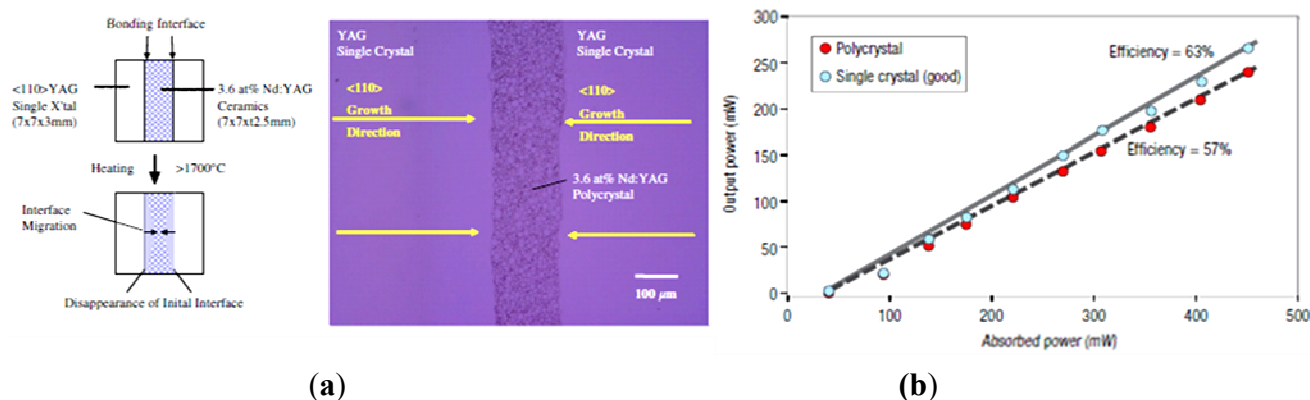 Bonding Interface
<110>YAG
Single X'tal
(7x7x3mm)
3.6 at% Nd:YAG
Ceramics
(7x7xt2.5mm)
Heating
>1700°C
Interface
Migration
Disappearance of Inital Interface
YAG
Single Crystal
<110>
Growth
Direction
YAG
Single Crystal
<110>
Growth
Direction
3.6 at% Nd:YAG
Polycrystal
100 µm
(a)
Output power (mW)
300
250
200
150
100
50
0
Polycrystal
Single crystal (good)
Efficiency = 63%
Efficiency = 57%
0
100
200
300
400
500
Absorbed power (mW)
(b)